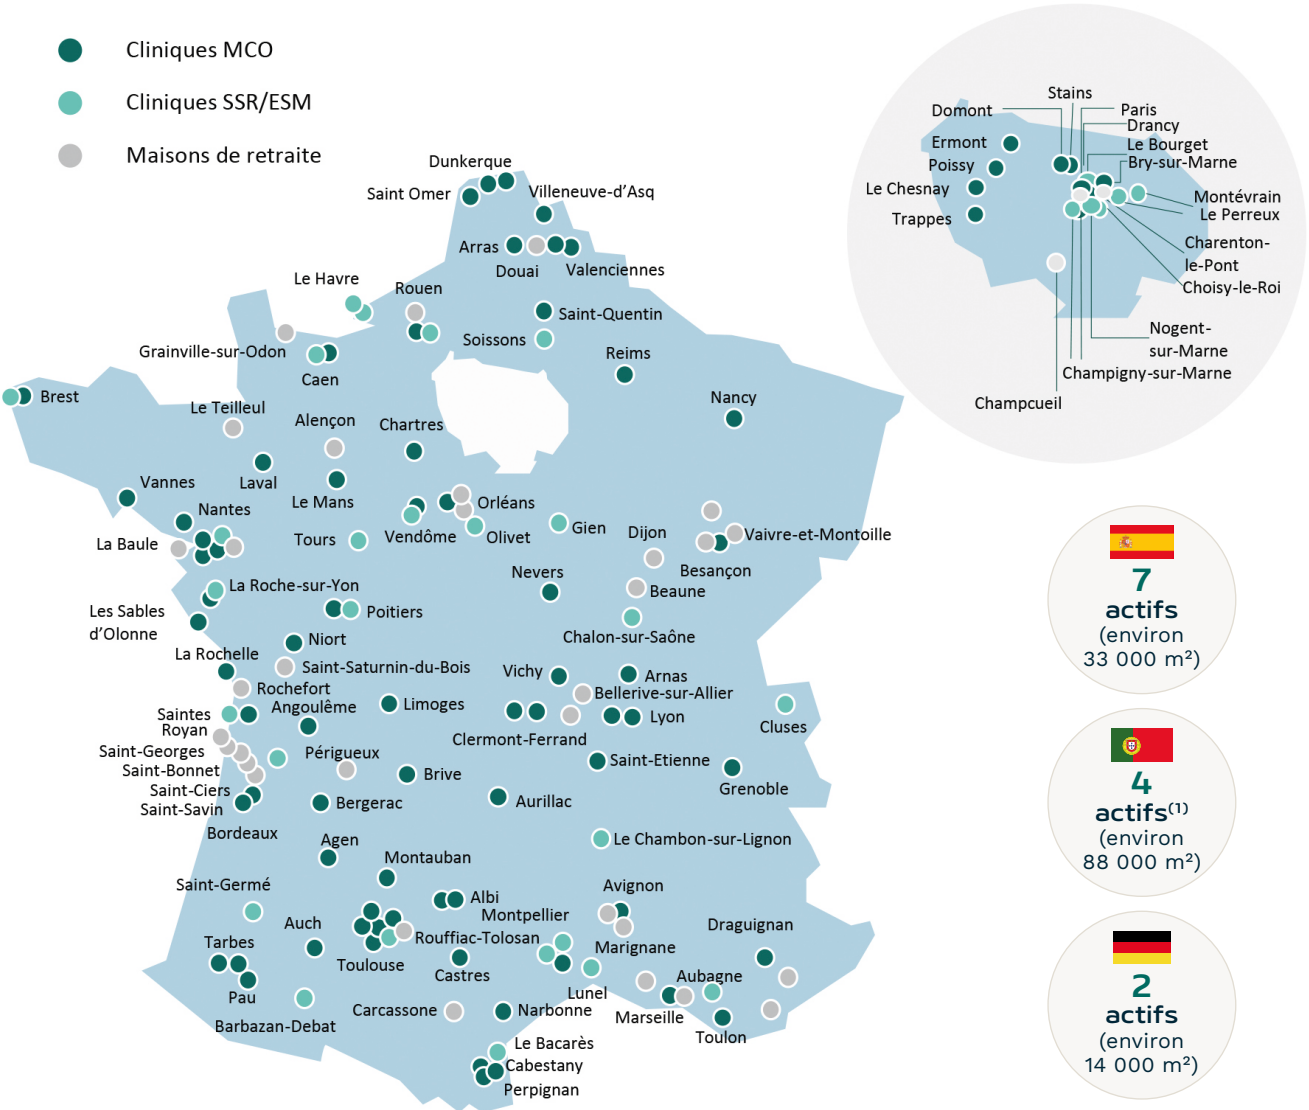 Cliniques MCO
Cliniques SSR/ESM
Maisons de retraite
Dunkerque
Saint Omer
Villeneuve-d’Asq
Arras
Douai
Valenciennes
Le Havre
Rouen
Saint-Quentin
Soissons
Grainville-sur-Odon
Caen
Reims
Brest
Le Teilleul
Alençon
Chartres
Nancy
Laval
Le Mans
Vannes
Nantes
La Baule
Tours
Vendôme
Orléans
Olivet
Gien
Dijon
Vaivre-et-Montoille
Besançon
Nevers
Beaune
La Roche-sur-Yon
Les Sables
d’Olonne
Poitiers
Chalon-sur-Saône
Niort
La Rochelle
Saint-Saturnin-du-Bois
Vichy
Arnas
Rochefort
Bellerive-sur-Allier
Angoulême
Limoges
Saintes
Lyon
Royan
Cluses
Clermont-Ferrand
Saint-Georges
Périgueux
Saint-Etienne
Saint-Bonnet
Brive
Saint-Ciers
Grenoble
Saint-Savin
Bergerac
Aurillac
Bordeaux
Agen
Le Chambon-sur-Lignon
Montauban
Saint-Germé
Avignon
Albi
Montpellier
Auch
Draguignan
Rouffiac-Tolosan
Tarbes
Marignane
Toulouse
Castres
Aubagne
Pau
Lunel
Barbazan-Debat
Carcassone
Narbonne
Marseille
Toulon
Le Bacarès
Cabestany
Perpignan
Stains
Domont
Paris
Drancy
Ermont
Le Bourget
Poissy
Bry-sur-Marne
Le Chesnay
Montévrain
Trappes
Le Perreux
Charenton-
le-Pont
Choisy-le-Roi
Nogent-
sur-Marne
Champigny-sur-Marne
Champcueil
7
actifs
(environ
33 000 m²)
4
actifs⁽¹⁾
(environ
88 000 m²)
2
actifs
(environ
14 000 m²)